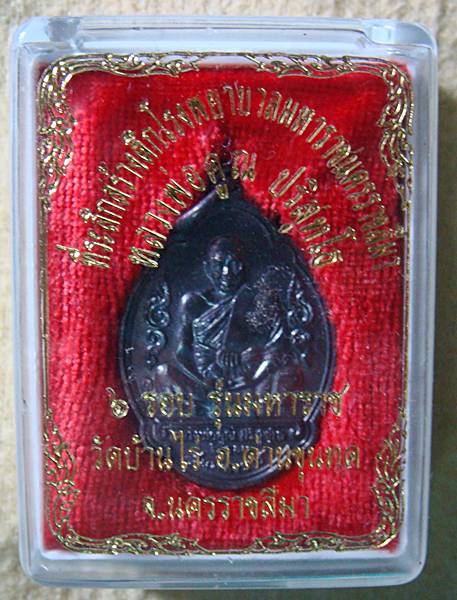 ที่ระลึกสร้างตึกโรงพยาบาลมหาราชนครราชสีมา
หลวงพ่อคูณ ปริสุทโธ
๖ รอบ รุ่นมหาราช
วัดบ้านไร่ อ.ด่านขุนทด
จ.นครราชสีมา